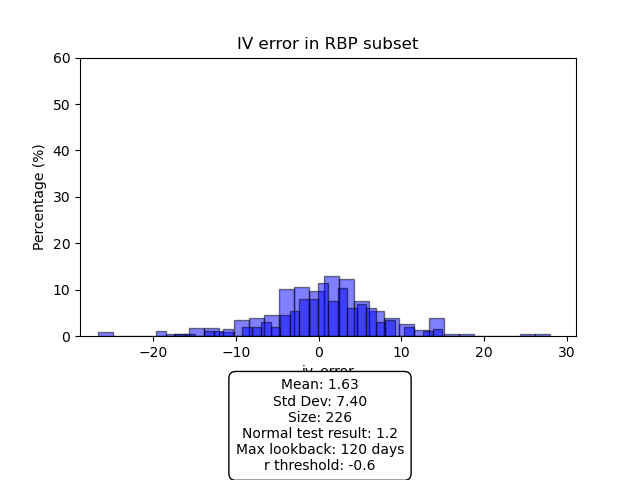 IV error in RBP subset
60
50
40
30
20
10
0
Percentage (%)
−20 −10 0 10 20 30
iv_error
Mean: 1.63
Std Dev: 7.40
Size: 226
Normal test result: 1.2
Max lookback: 120 days
r threshold: -0.6